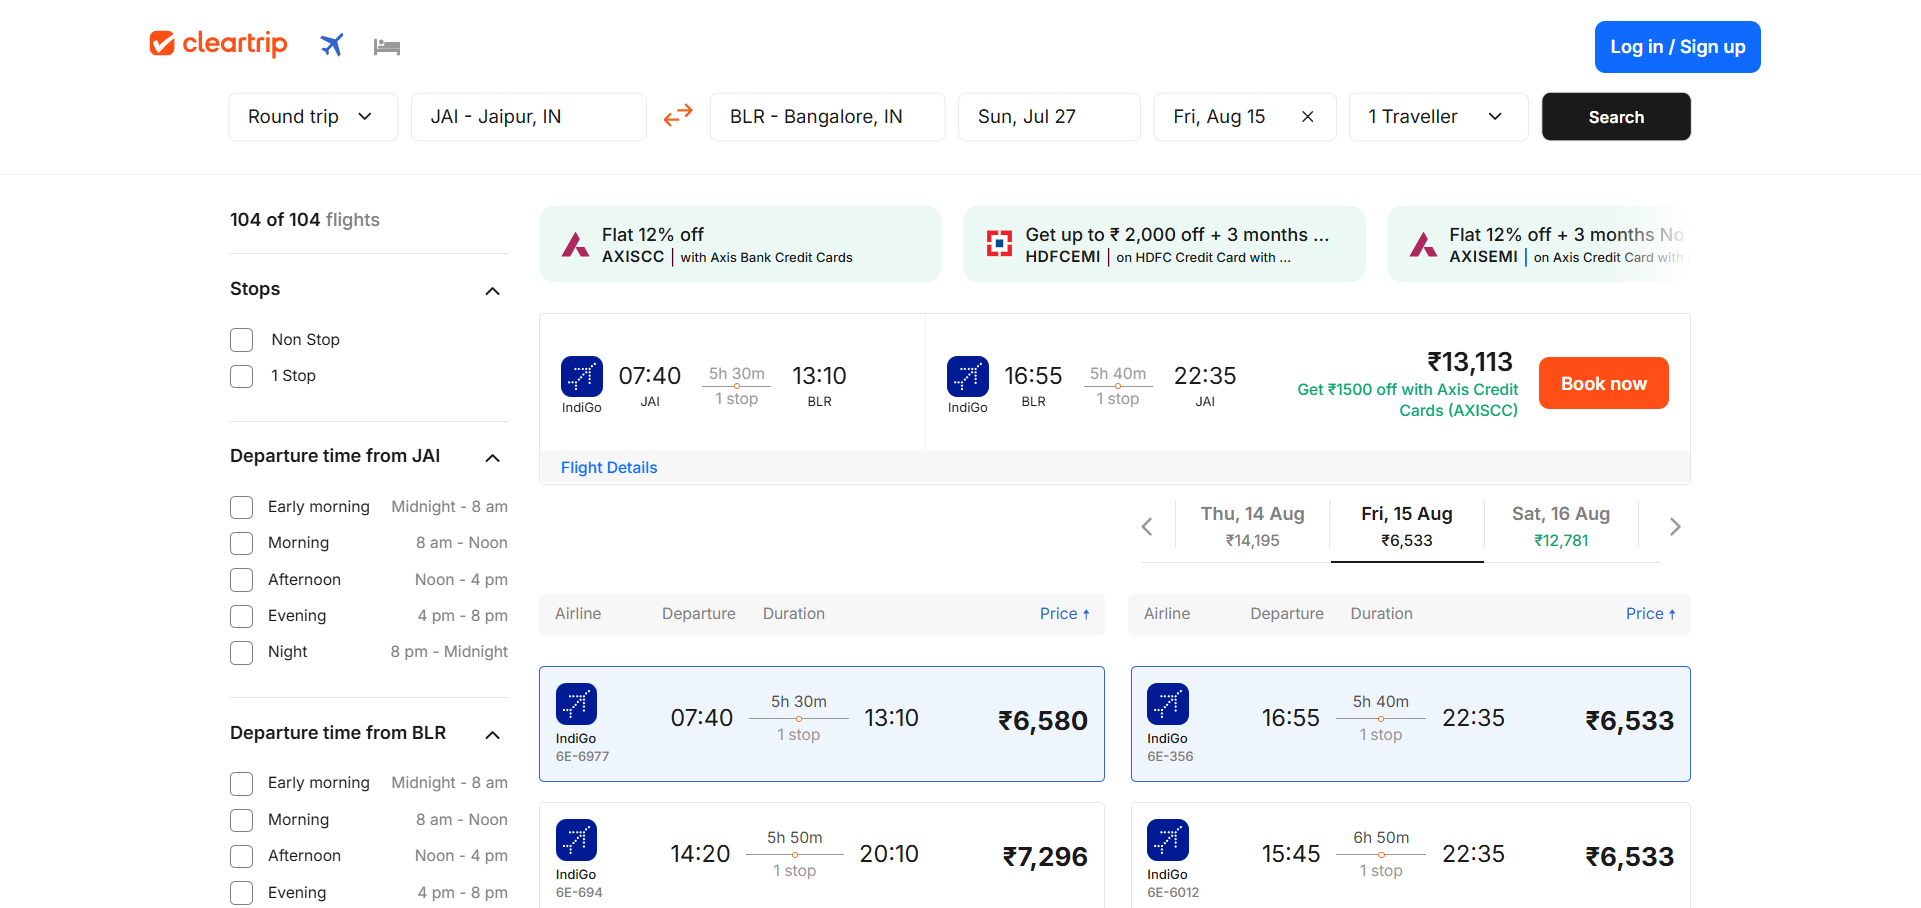 cleartrip
Log in / Sign up
Round trip
JAI - Jaipur, IN
BLR - Bangalore, IN
Sun, Jul 27
Fri, Aug 15
1 Traveller
Search
104 of 104 flights
Stops
Non Stop
1 Stop
Departure time from JAI
Early morning Midnight - 8 am
Morning 8 am - Noon
Afternoon Noon - 4 pm
Evening 4 pm - 8 pm
Night 8 pm - Midnight
Departure time from BLR
Early morning Midnight - 8 am
Morning 8 am - Noon
Afternoon Noon - 4 pm
Evening 4 pm - 8 pm
Flat 12% off
AXISCC | with Axis Bank Credit Cards
Get up to ₹ 2,000 off + 3 months ...
HDFCEMI | on HDFC Credit Card with ...
Flat 12% off + 3 months No
AXISEMI | on Axis Credit Card with
IndiGo
07:40
JAI
5h 30m
1 stop
13:10
BLR
IndiGo
16:55
BLR
5h 40m
1 stop
22:35
JAI
₹13,113
Get ₹1500 off with Axis Credit
Cards (AXISCC)
Book now
Flight Details
Thu, 14 Aug
₹14,195
Fri, 15 Aug
₹6,533
Sat, 16 Aug
₹12,781
Airline Departure Duration Price ↑
Airline Departure Duration Price ↑
IndiGo
6E-6977
07:40
5h 30m
1 stop
13:10
₹6,580
IndiGo
6E-356
16:55
5h 40m
1 stop
22:35
₹6,533
IndiGo
6E-694
14:20
5h 50m
1 stop
20:10
₹7,296
IndiGo
6E-6012
15:45
6h 50m
1 stop
22:35
₹6,533